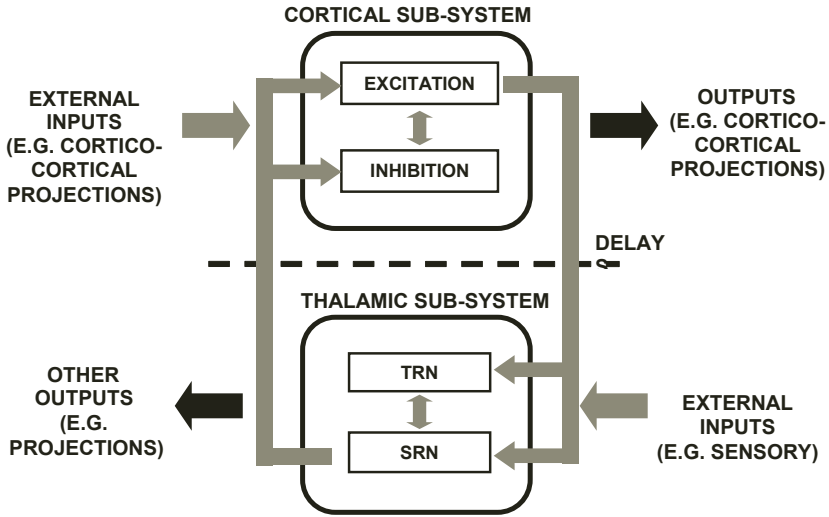 CORTICAL SUB-SYSTEM
EXCITATION
INHIBITION
EXTERNAL
INPUTS
(E.G. CORTICO-
CORTICAL
PROJECTIONS)
OUTPUTS
(E.G. CORTICO-
CORTICAL
PROJECTIONS)
DELAY
S
THALAMIC SUB-SYSTEM
TRN
SRN
OTHER
OUTPUTS
(E.G.
PROJECTIONS)
EXTERNAL
INPUTS
(E.G. SENSORY)